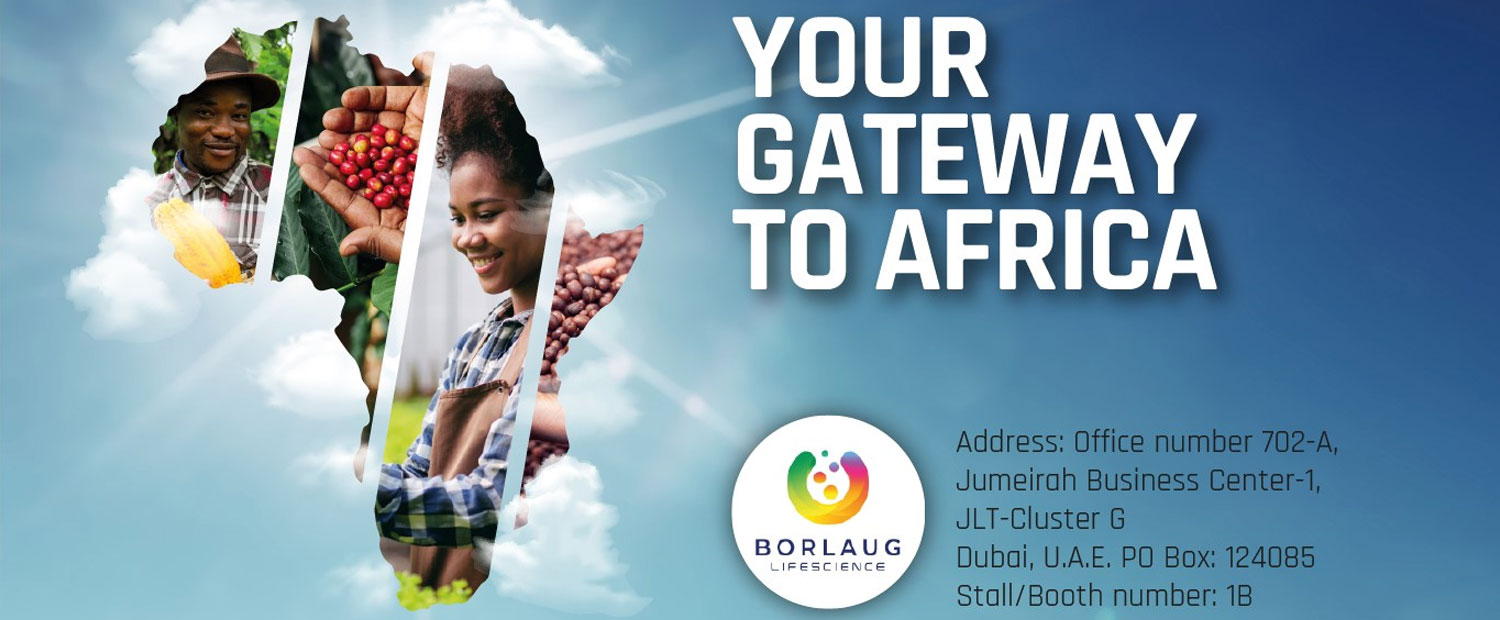 YOUR
GATEWAY
TO AFRICA
BORLAUG
LIFESCIENCE
Address: Office number 702-A,
Jumeirah Business Center-1,
JLT-Cluster G
Dubai, U.A.E. PO Box: 124085
Stall/Booth number: 1B